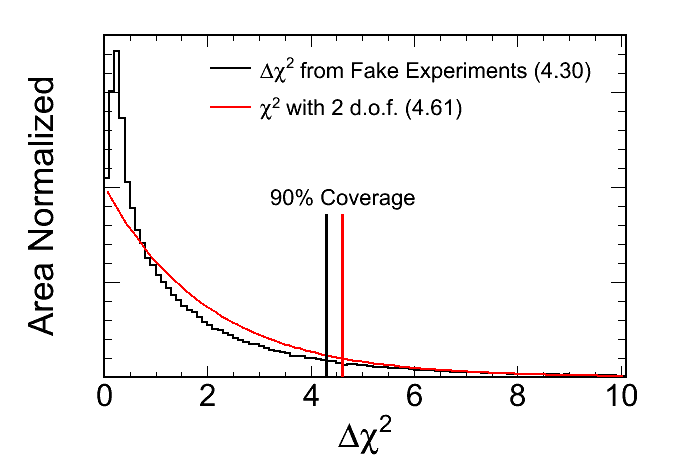 Δχ² from Fake Experiments (4.30)
χ² with 2 d.o.f. (4.61)
90% Coverage
Area Normalized
0 2 4 6 8 10
Δχ²